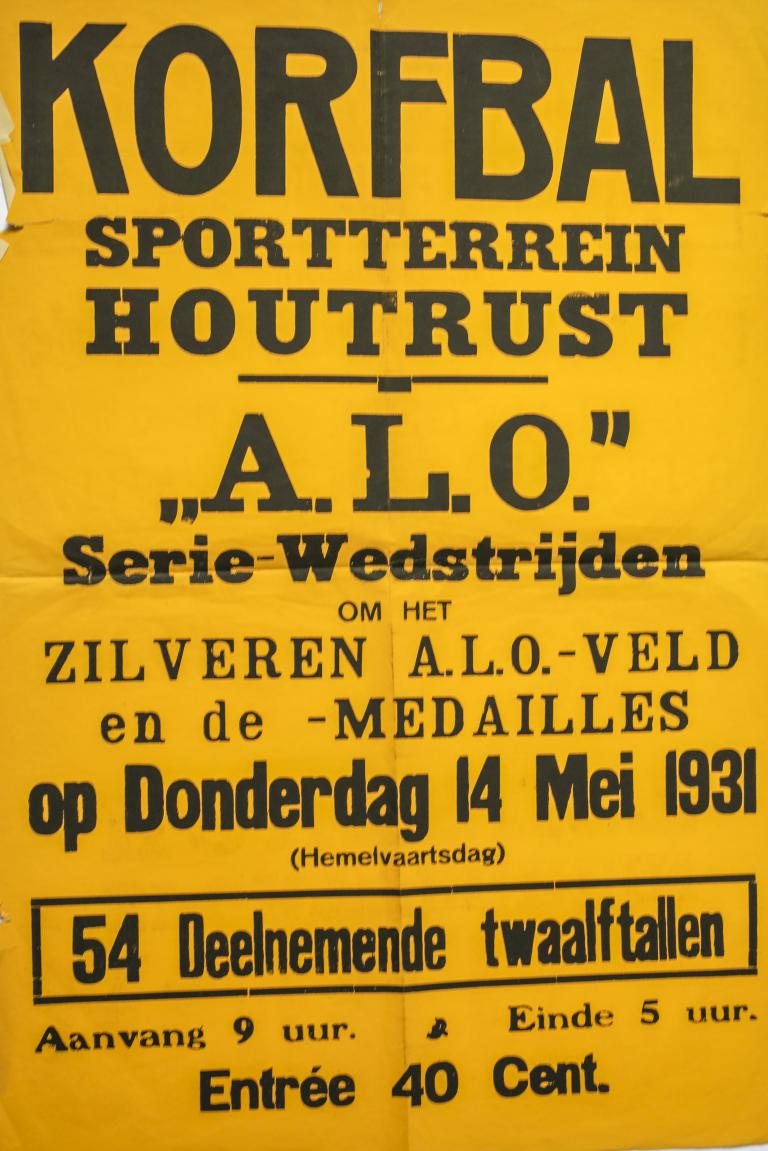 KORFBAL
SPORTTERREIN
HOUTRUST
„A.L.O.”
Serie-Wedstrijden
OM HET
ZILVEREN A.L.O.-VELD
en de -MEDAILLES
op Donderdag 14 Mei 1931
(Hemelvaartsdag)
54 Deelnemende twaalftallen
Aanvang 9 uur. Einde 5 uur.
Entrée 40 Cent.